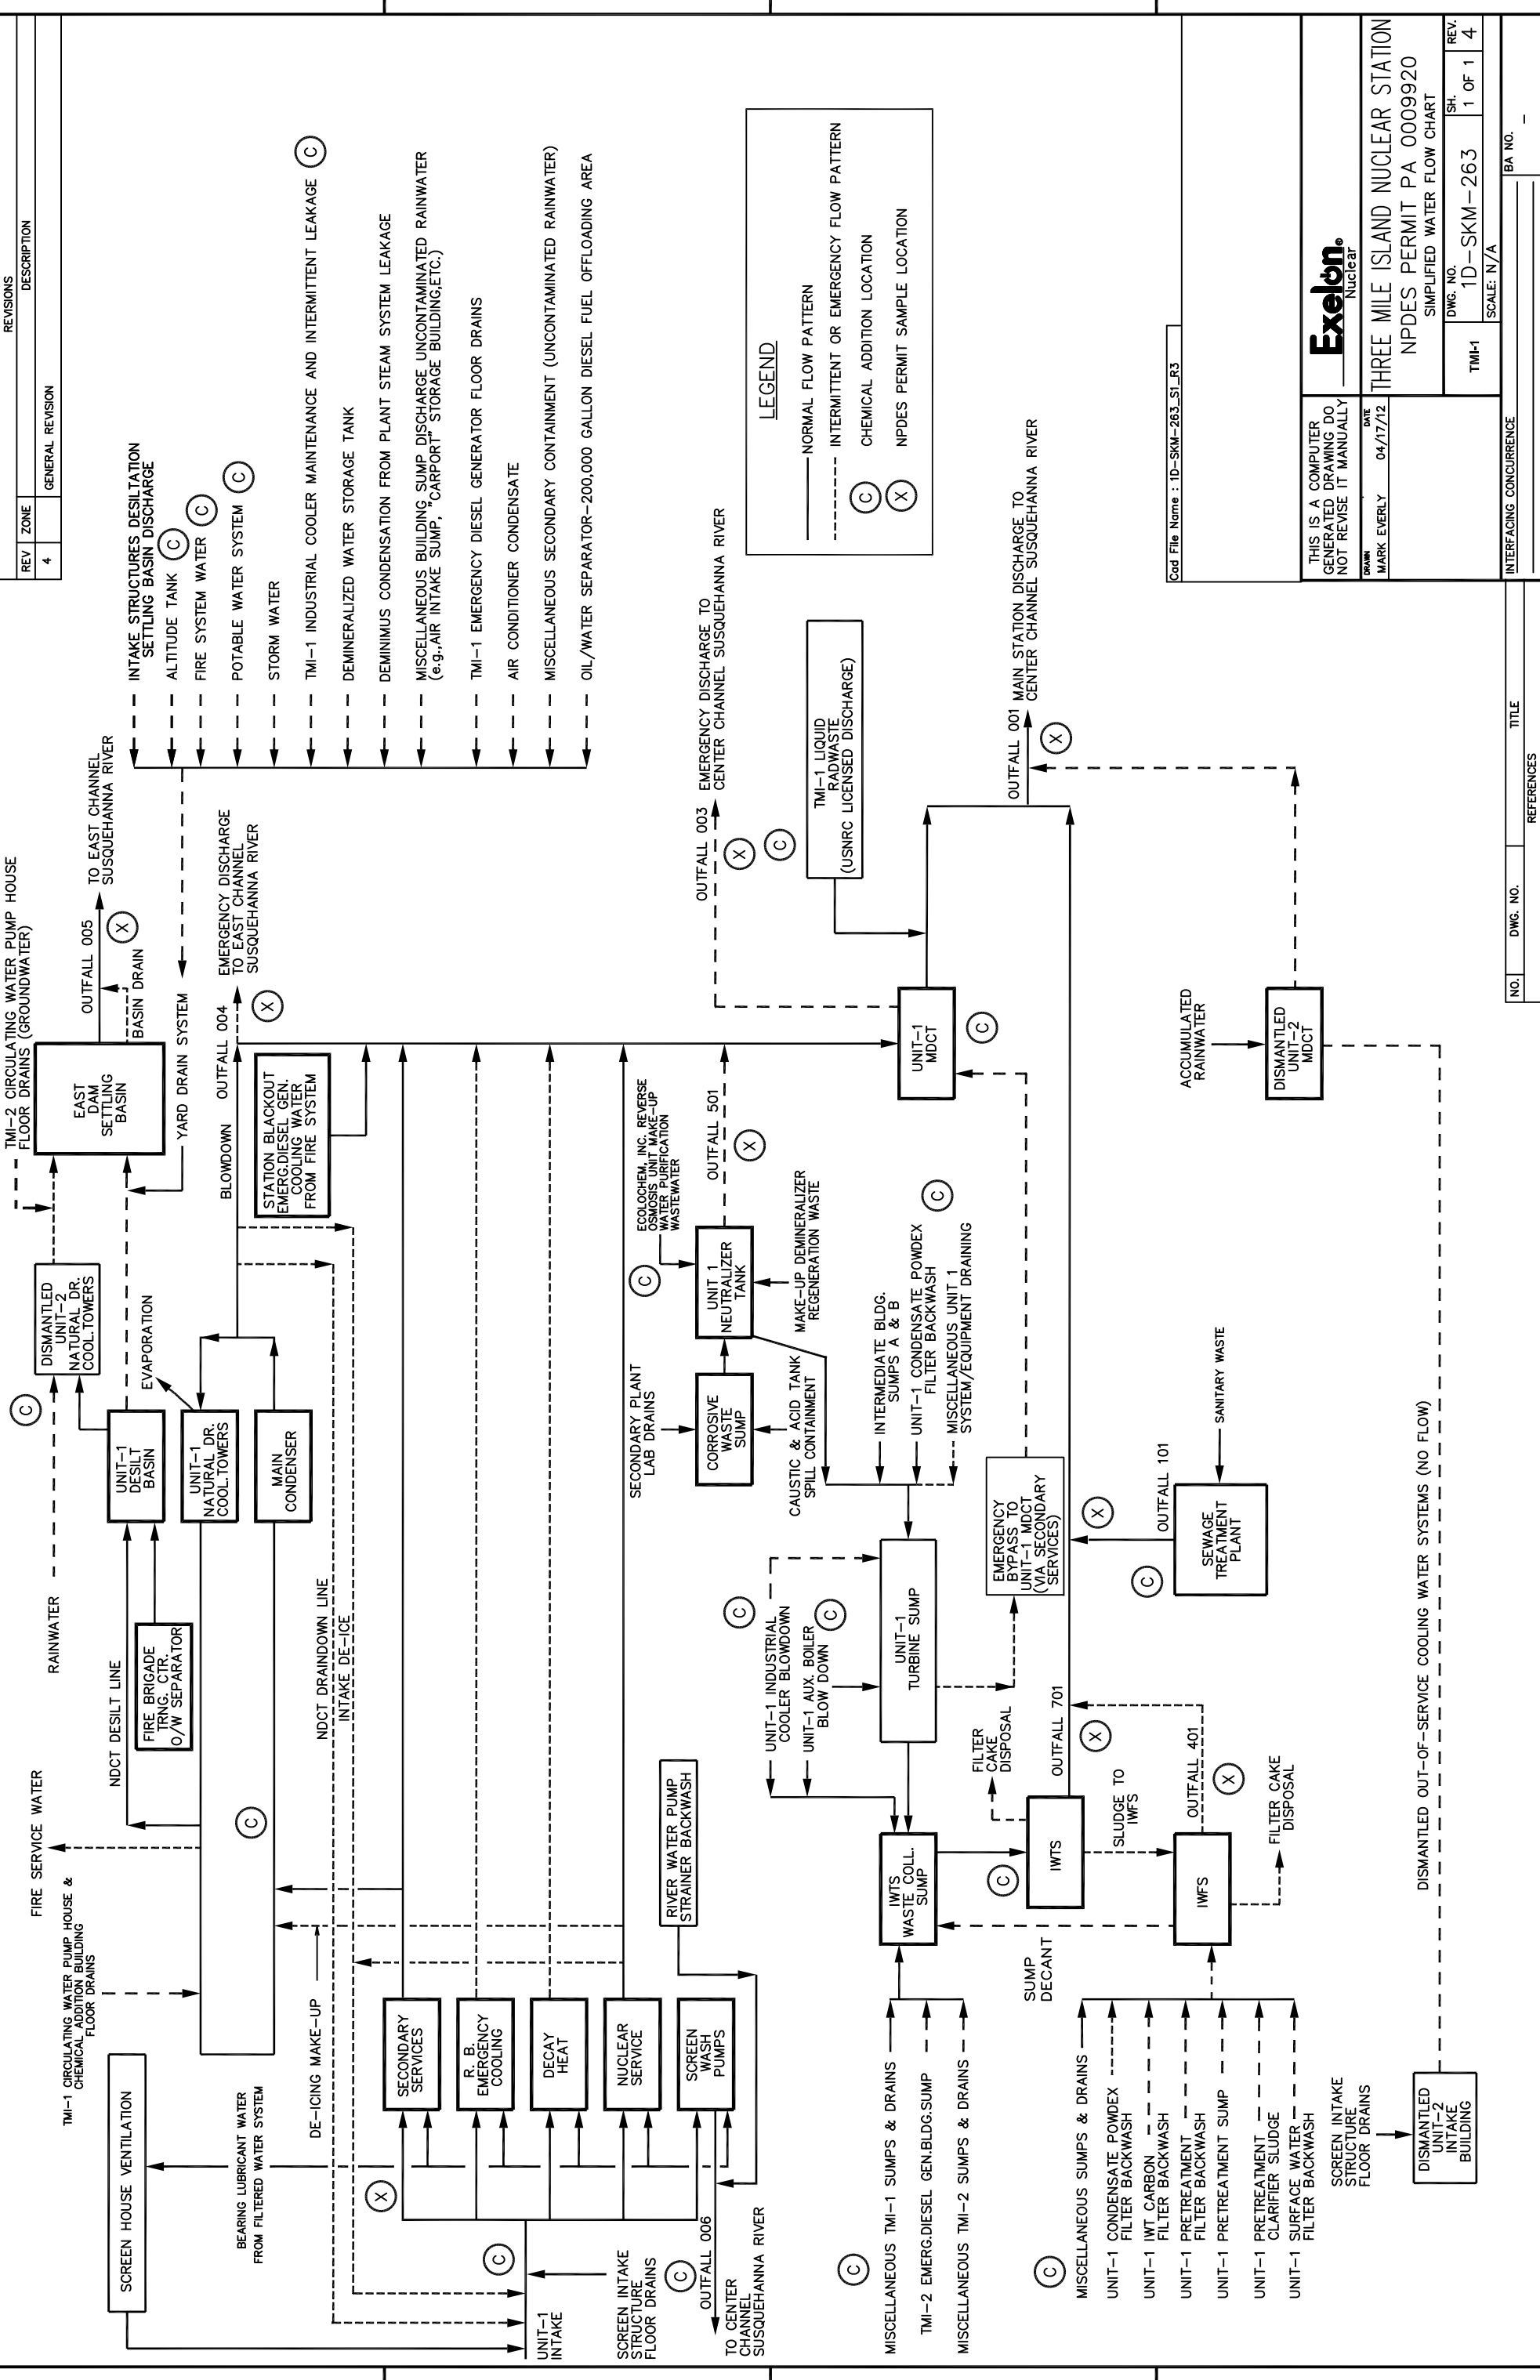 REVISIONS
REV
ZONE
DESCRIPTION
4
GENERAL REVISION
TMI-2 CIRCULATING WATER PUMP HOUSE
FLOOR DRAINS (GROUNDWATER)
OUTFALL 005
TO EAST CHANNEL
SUSQUEHANNA RIVER
X
BASIN DRAIN
EAST
DAM
SETTLING
BASIN
YARD DRAIN SYSTEM
INTAKE STRUCTURES DESILTATION
SETTLING BASIN DISCHARGE
ALTITUDE TANK
C
FIRE SYSTEM WATER
C
POTABLE WATER SYSTEM
C
STORM WATER
TMI-1 INDUSTRIAL COOLER MAINTENANCE AND INTERMITTENT LEAKAGE
C
DEMINERALIZED WATER STORAGE TANK
DEMINIMUS CONDENSATION FROM PLANT STEAM SYSTEM LEAKAGE
MISCELLANEOUS BUILDING SUMP DISCHARGE UNCONTAMINATED RAINWATER
(e.g.,AIR INTAKE SUMP, "CARPORT" STORAGE BUILDING,ETC.)
TMI-1 EMERGENCY DIESEL GENERATOR FLOOR DRAINS
AIR CONDITIONER CONDENSATE
MISCELLANEOUS SECONDARY CONTAINMENT (UNCONTAMINATED RAINWATER)
OIL/WATER SEPARATOR-200,000 GALLON DIESEL FUEL OFFLOADING AREA
RAINWATER
C
DISMANTLED
UNIT-2
NATURAL DR.
COOL.TOWERS
FIRE SERVICE WATER
NDCT DESILT LINE
FIRE BRIGADE
TRNG. CTR.
O/W SEPARATOR
UNIT-1
DESILT
BASIN
EVAPORATION
UNIT-1
NATURAL DR.
COOL.TOWERS
MAIN
CONDENSER
C
BLOWDOWN
OUTFALL 004
EMERGENCY DISCHARGE
TO EAST CHANNEL
SUSQUEHANNA RIVER
X
STATION BLACKOUT
EMERG.DIESEL GEN.
COOLING WATER
FROM FIRE SYSTEM
TMI-1 CIRCULATING WATER PUMP HOUSE &
CHEMICAL ADDITION BUILDING
FLOOR DRAINS
SCREEN HOUSE VENTILATION
BEARING LUBRICANT WATER
FROM FILTERED WATER SYSTEM
DE-ICING MAKE-UP
NDCT DRAINDOWN LINE
INTAKE DE-ICE
X
SECONDARY
SERVICES
R. B.
EMERGENCY
COOLING
DECAY
HEAT
NUCLEAR
SERVICE
SCREEN
WASH
PUMPS
RIVER WATER PUMP
STRAINER BACKWASH
UNIT-1
INTAKE
C
SCREEN INTAKE
STRUCTURE
FLOOR DRAINS
C
OUTFALL 006
TO CENTER
CHANNEL
SUSQUEHANNA RIVER
SECONDARY PLANT
LAB DRAINS
CORROSIVE
WASTE
SUMP
CAUSTIC & ACID TANK
SPILL CONTAINMENT
C
ECOLOCHEM, INC. REVERSE
OSMOSIS UNIT MAKE-UP
WATER PURIFICATION
WASTEWATER
UNIT 1
NEUTRALIZER
TANK
MAKE-UP DEMINERALIZER
REGENERATION WASTE
OUTFALL 501
X
OUTFALL 003
EMERGENCY DISCHARGE TO
CENTER CHANNEL SUSQUEHANNA RIVER
X
C
TMI-1 LIQUID
RADWASTE
(USNRC LICENSED DISCHARGE)
UNIT-1
MDCT
C
INTERMEDIATE BLDG.
SUMPS A & B
UNIT-1 CONDENSATE POWDEX
FILTER BACKWASH
C
MISCELLANEOUS UNIT 1
SYSTEM/EQUIPMENT DRAINING
C
UNIT-1 INDUSTRIAL
COOLER BLOWDOWN
UNIT-1 AUX. BOILER
BLOW DOWN
C
UNIT-1
TURBINE SUMP
EMERGENCY
BYPASS TO
UNIT-1 MDCT
(VIA SECONDARY
SERVICES)
C
MISCELLANEOUS TMI-1 SUMPS & DRAINS
TMI-2 EMERG.DIESEL GEN.BLDG.SUMP
MISCELLANEOUS TMI-2 SUMPS & DRAINS
IWTS
WASTE COLL.
SUMP
C
IWTS
FILTER
CAKE
DISPOSAL
OUTFALL 701
X
SLUDGE TO
IWFS
SUMP
DECANT
IWFS
OUTFALL 401
X
FILTER CAKE
DISPOSAL
C
MISCELLANEOUS SUMPS & DRAINS
UNIT-1 CONDENSATE POWDEX
FILTER BACKWASH
UNIT-1 IWT CARBON
FILTER BACKWASH
UNIT-1 PRETREATMENT
FILTER BACKWASH
UNIT-1 PRETREATMENT SUMP
UNIT-1 PRETREATMENT
CLARIFIER SLUDGE
UNIT-1 SURFACE WATER
FILTER BACKWASH
X
C
OUTFALL 101
SEWAGE
TREATMENT
PLANT
SANITARY WASTE
OUTFALL 001
MAIN STATION DISCHARGE TO
CENTER CHANNEL SUSQUEHANNA RIVER
X
ACCUMULATED
RAINWATER
DISMANTLED
UNIT-2
MDCT
SCREEN INTAKE
STRUCTURE
FLOOR DRAINS
DISMANTLED
UNIT-2
INTAKE
BUILDING
DISMANTLED OUT-OF-SERVICE COOLING WATER SYSTEMS (NO FLOW)
LEGEND
NORMAL FLOW PATTERN
INTERMITTENT OR EMERGENCY FLOW PATTERN
C
CHEMICAL ADDITION LOCATION
X
NPDES PERMIT SAMPLE LOCATION
Cad File Name : 1D-SKM-263_S1_R3
THIS IS A COMPUTER
GENERATED DRAWING DO
NOT REVISE IT MANUALLY
Exelon®
Nuclear
DRAWN
MARK EVERLY
DATE
04/17/12
THREE MILE ISLAND NUCLEAR STATION
NPDES PERMIT PA 0009920
SIMPLIFIED WATER FLOW CHART
TMI-1
DWG. NO.
1D-SKM-263
SH.
1 OF 1
REV.
4
SCALE: N/A
INTERFACING CONCURRENCE
BA NO.
–
NO.
DWG. NO.
TITLE
REFERENCES